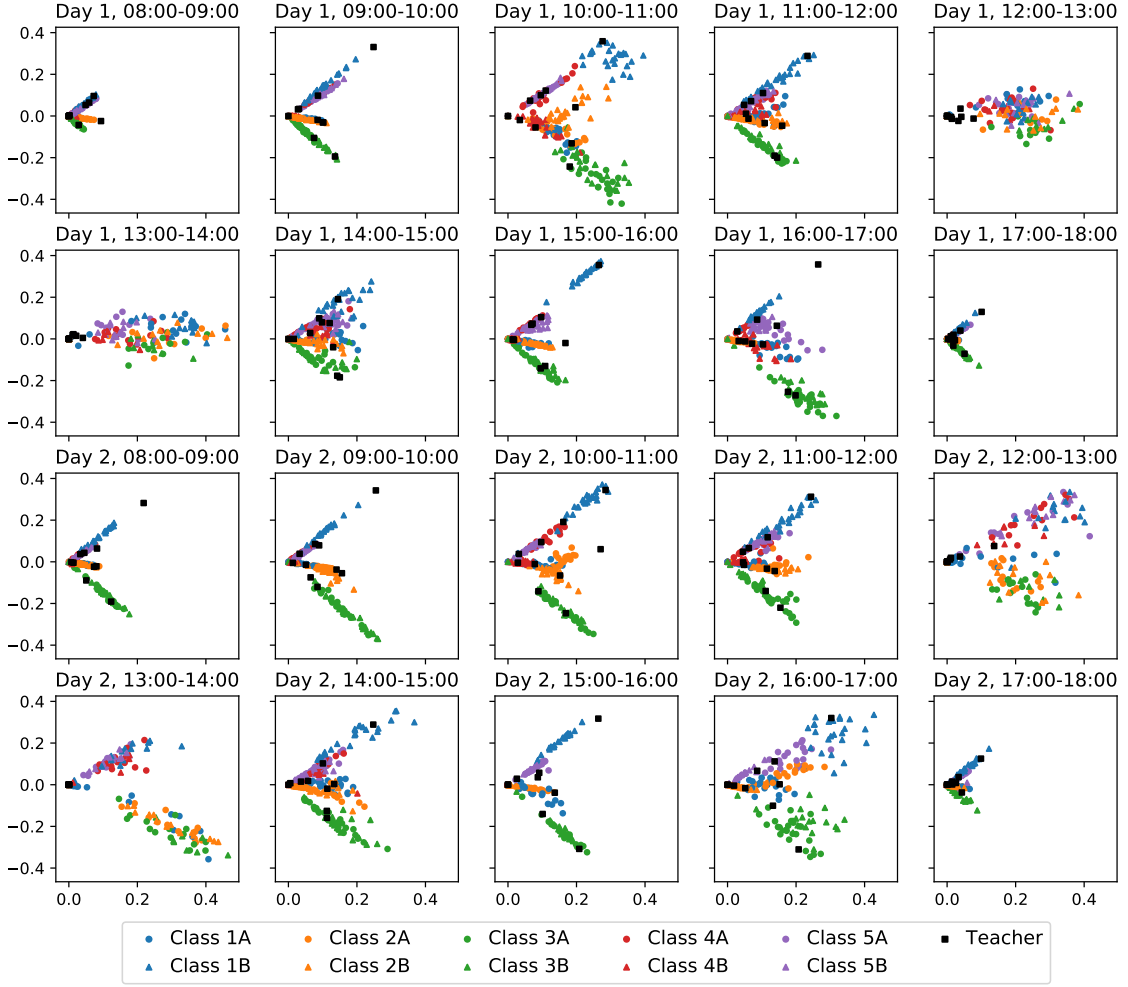 Day 1, 08:00-09:00 Day 1, 09:00-10:00 Day 1, 10:00-11:00 Day 1, 11:00-12:00 Day 1, 12:00-13:00
0.4
0.2
0.0
−0.2
−0.4
Day 1, 13:00-14:00 Day 1, 14:00-15:00 Day 1, 15:00-16:00 Day 1, 16:00-17:00 Day 1, 17:00-18:00
0.4
0.2
0.0
−0.2
−0.4
Day 2, 08:00-09:00 Day 2, 09:00-10:00 Day 2, 10:00-11:00 Day 2, 11:00-12:00 Day 2, 12:00-13:00
0.4
0.2
0.0
−0.2
−0.4
Day 2, 13:00-14:00 Day 2, 14:00-15:00 Day 2, 15:00-16:00 Day 2, 16:00-17:00 Day 2, 17:00-18:00
0.4
0.2
0.0
−0.2
−0.4
0.0 0.2 0.4 0.0 0.2 0.4 0.0 0.2 0.4 0.0 0.2 0.4 0.0 0.2 0.4
Class 1A Class 2A Class 3A Class 4A Class 5A Teacher
Class 1B Class 2B Class 3B Class 4B Class 5B